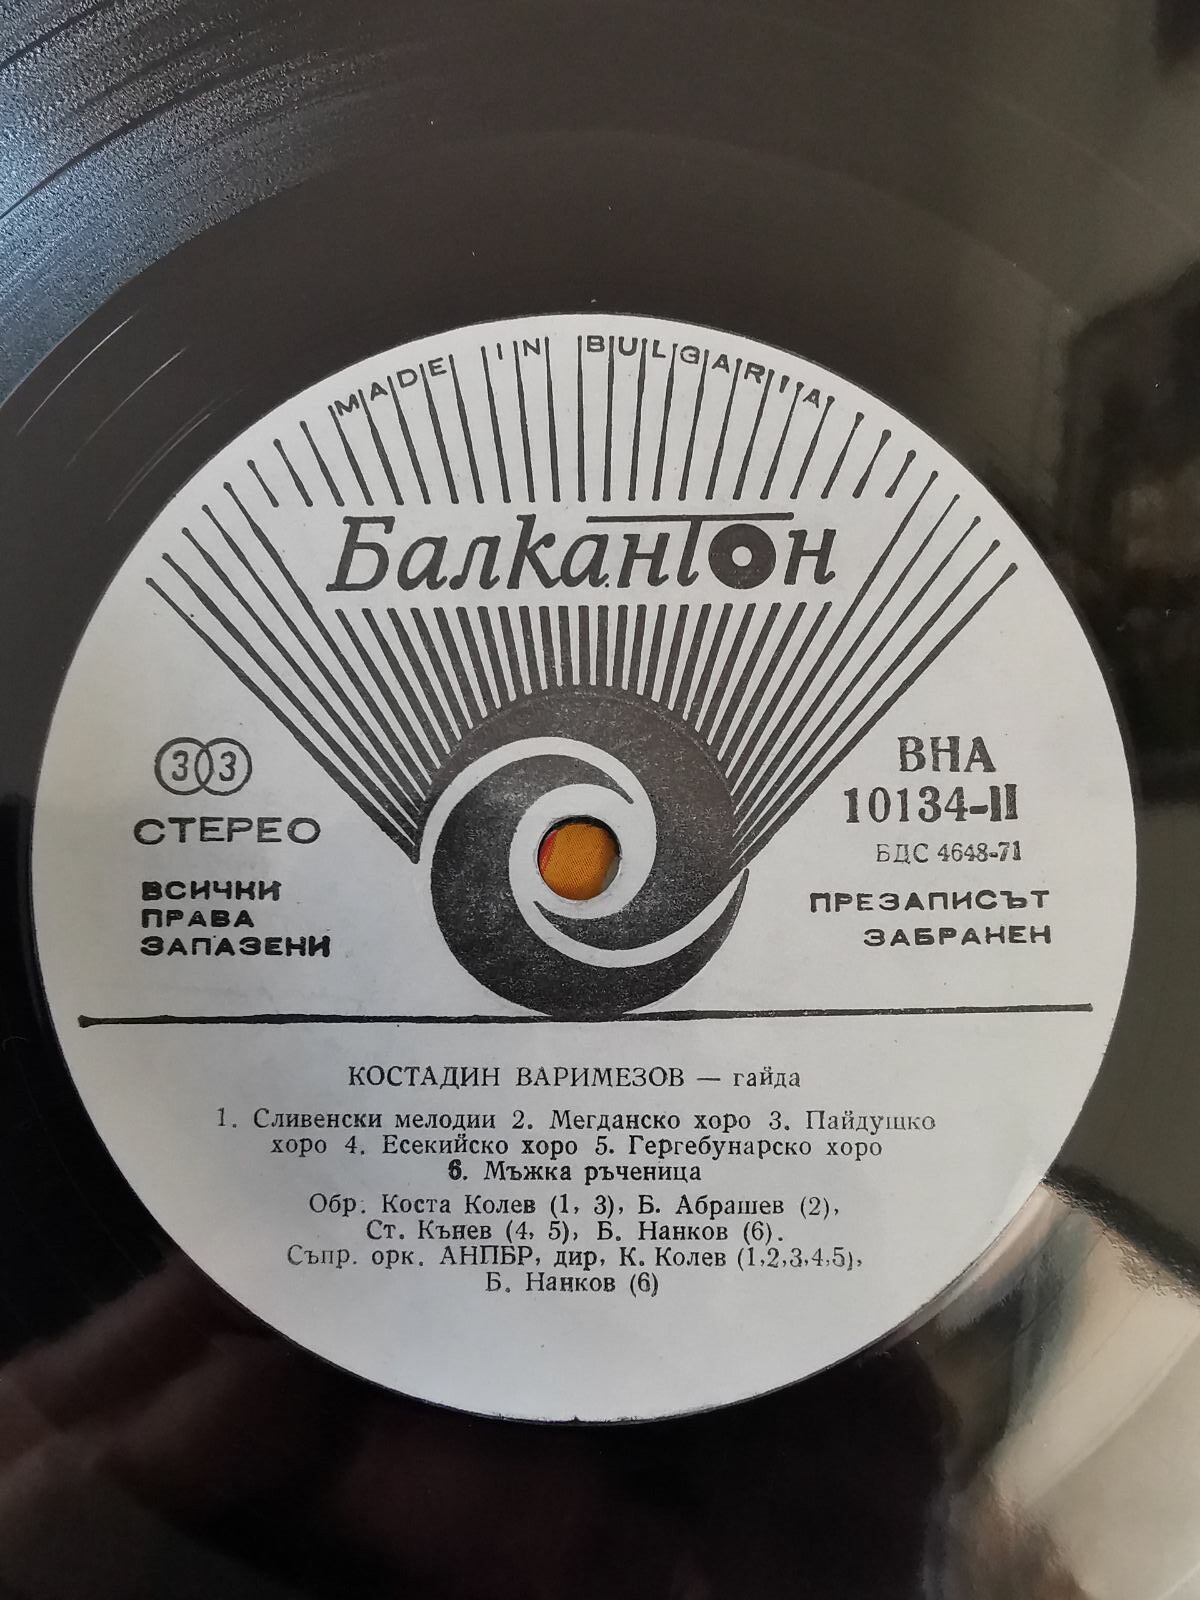 MADE IN BULGARIA
Балкантон
33
СТЕРЕО
ВСИЧКИ
ПРАВА
ЗАПАЗЕНИ
ВНА
10134-II
БДС 4648-71
ПРЕЗАПИСЪТ
ЗАБРАНЕН
КОСТАДИН ВАРИМЕЗОВ — гайда
1. Сливенски мелодии 2. Мегданско хоро 3. Пайдушко
хоро 4. Есекийско хоро 5. Гергебунарско хоро
6. Мъжка ръченица
Обр. Коста Колев (1, 3), Б. Абрашев (2),
Ст. Кънев (4, 5), Б. Нанков (6).
Съпр. орк. АНПБР, дир, К. Колев (1,2,3,4,5),
Б. Нанков (6)